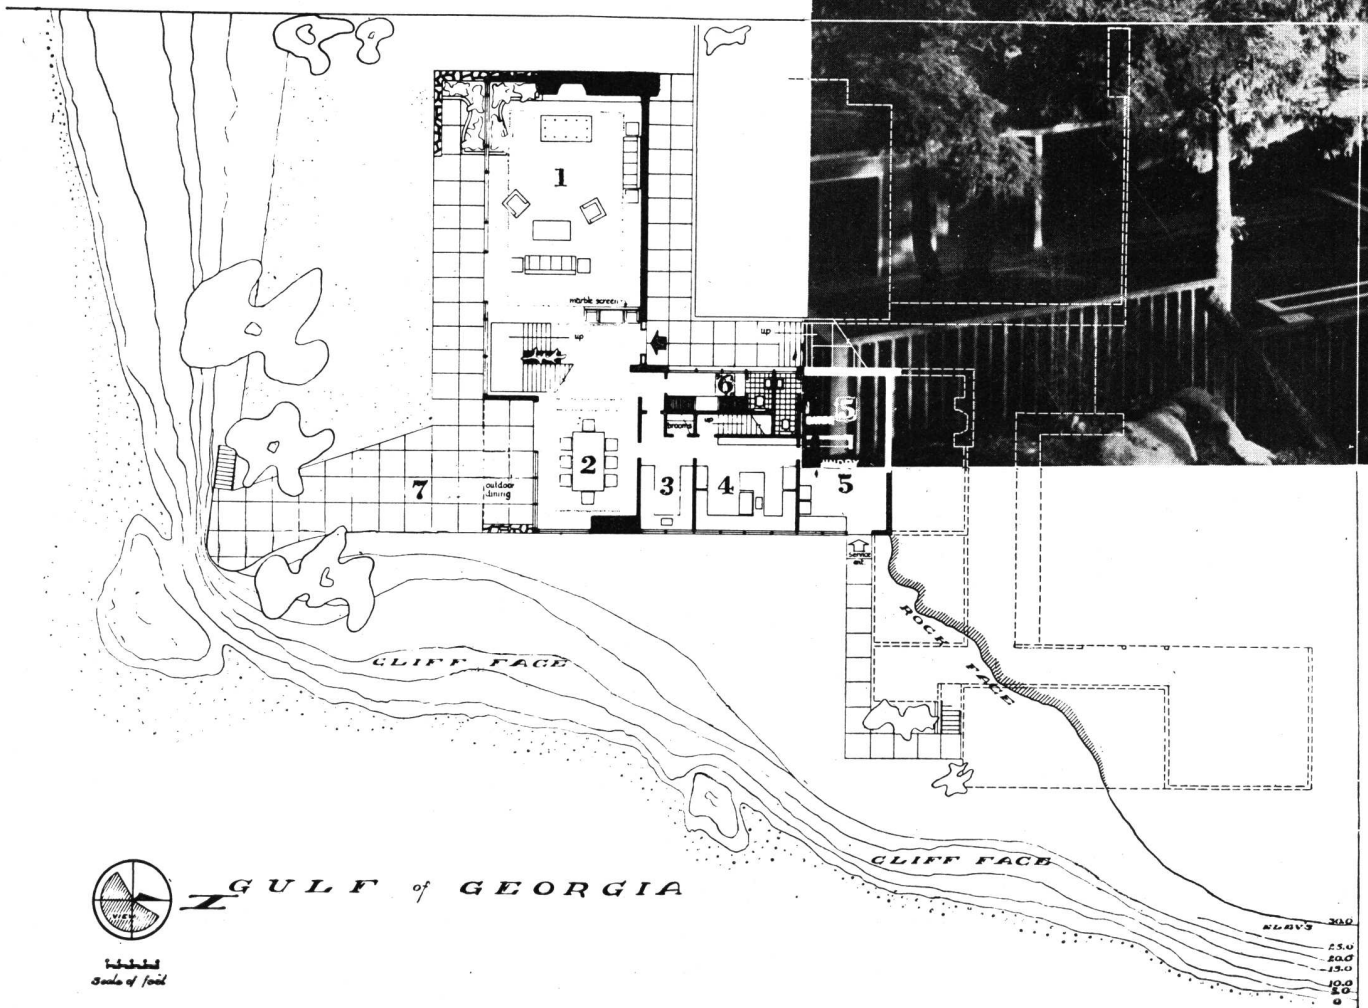 1
marble screen
up
up
6
brooms
up
5
2
3
4
5
7
outdoor
dining
service
ent
ROCK
FACE
CLIFF FACE
CLIFF FACE
GULF of GEORGIA
N
VIEW
Scale of feet
ELEV'S
30.0
25.0
20.0
15.0
10.0
5.0
0